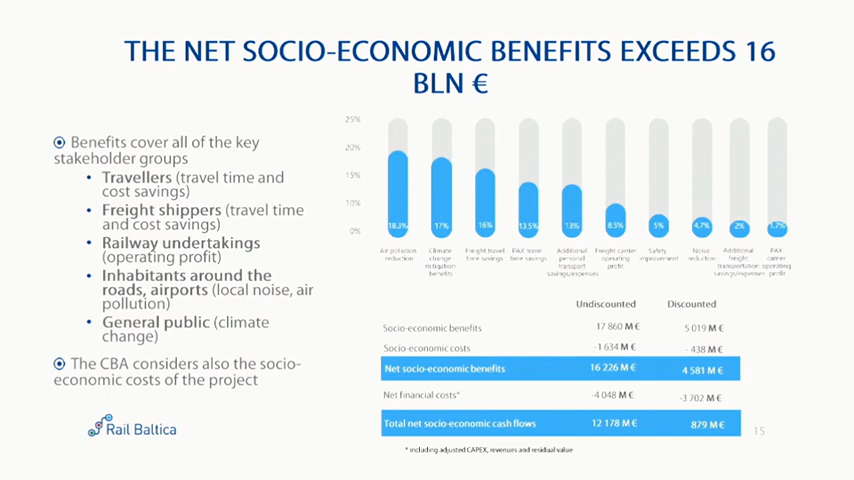 THE NET SOCIO-ECONOMIC BENEFITS EXCEEDS 16
BLN €
Benefits cover all of the key
stakeholder groups
• Travellers (travel time and
cost savings)
• Freight shippers (travel time
and cost savings)
• Railway undertakings
(operating profit)
• Inhabitants around the
roads, airports (local noise, air
pollution)
• General public (climate
change)
The CBA considers also the socio-
economic costs of the project
Rail Baltica
25%
20%
15%
10%
0%
18.3% 17% 16% 13.5% 13% 8.5% 5% 4.7% 2% 1.7%
Air pollution
reduction
Climate
change
mitigation
benefits
Freight travel
time savings
PAX travel
time savings
Additional
personal
transport
savings/expenses
Freight carrier
operating
profit
Safety
improvement
Noise
reduction
Additional
freight
transportation
savings/expenses
PAX
carrier
operating
profit
Undiscounted Discounted
Socio-economic benefits 17 860 M € 5 019 M €
Socio-economic costs -1 634 M € - 438 M €
Net socio-economic benefits 16 226 M € 4 581 M €
Net financial costs* -4 048 M € -3 702 M €
Total net socio-economic cash flows 12 178 M € 879 M €
15
* including adjusted CAPEX, revenues and residual value